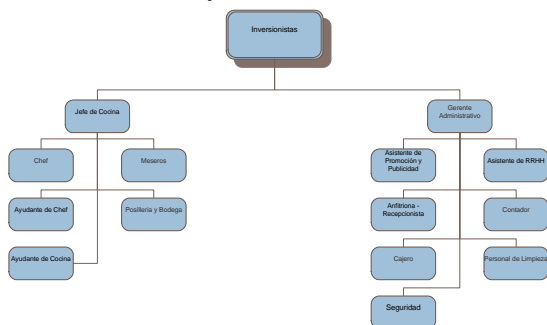 Inversionistas
Jefe de Cocina
Gerente
Administrativo
Chef
Meseros
Asistente de
Promoción y
Publicidad
Asistente de RRHH
Ayudante de Chef
Posillería y Bodega
Anfitriona -
Recepcionista
Contador
Ayudante de Cocina
Cajero
Personal de Limpieza
Seguridad